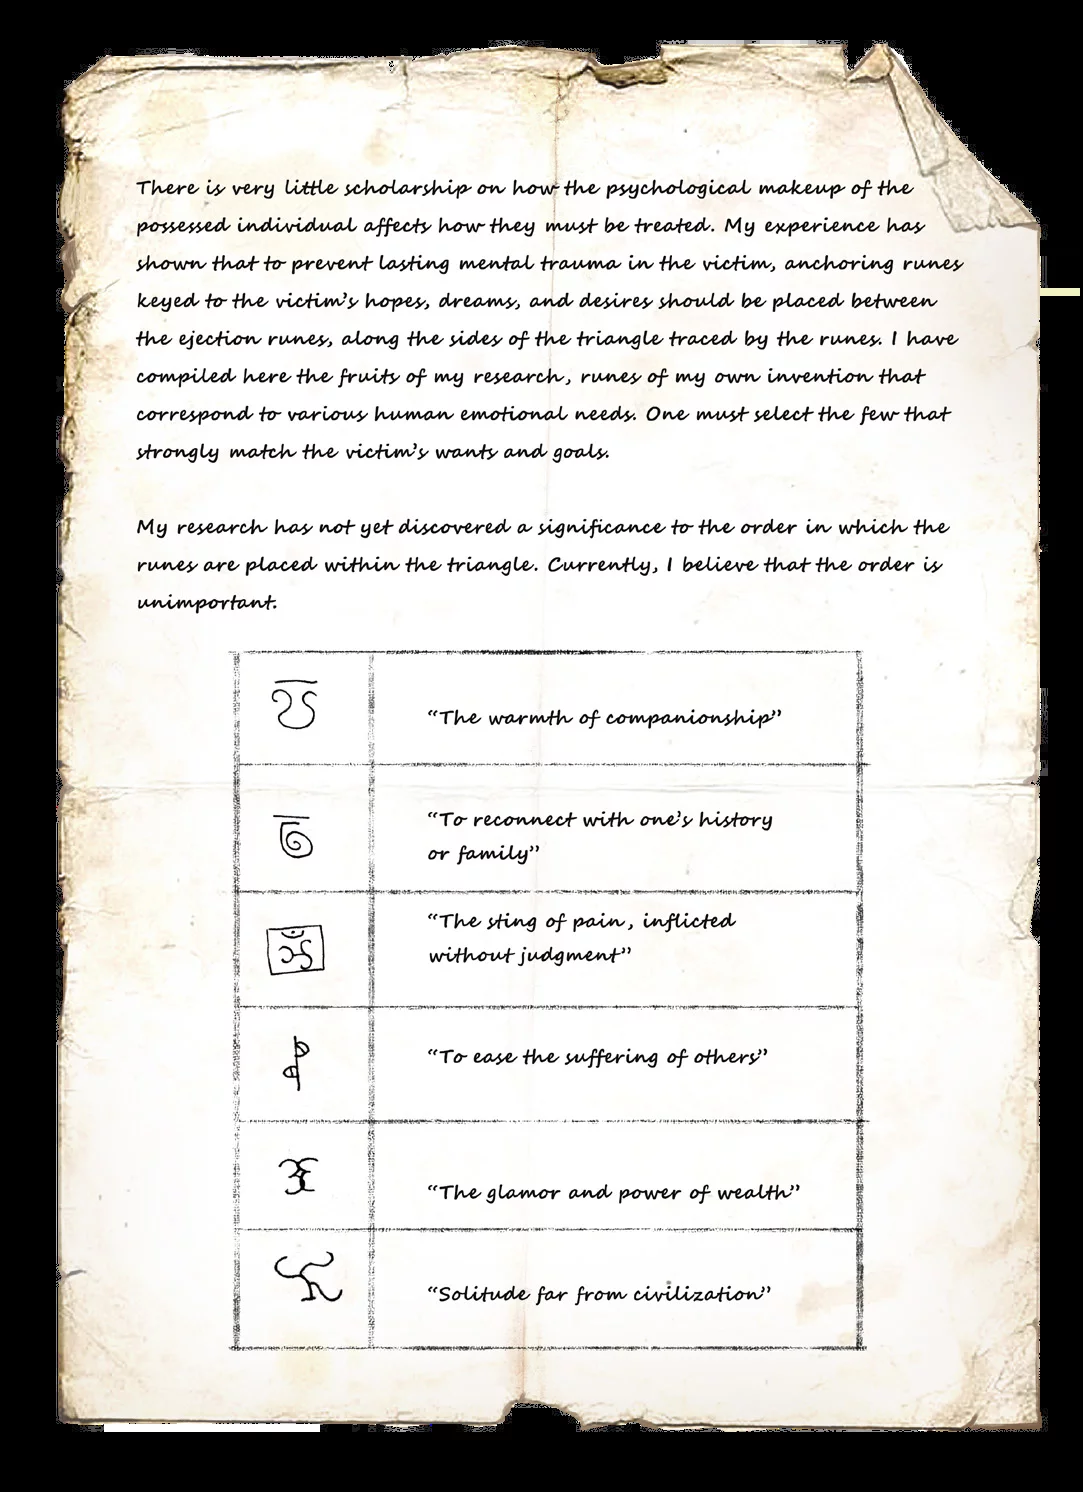 There is very little scholarship on how the psychological makeup of the
possessed individual affects how they must be treated. My experience has
shown that to prevent lasting mental trauma in the victim, anchoring runes
keyed to the victim's hopes, dreams, and desires should be placed between
the ejection runes, along the sides of the triangle traced by the runes. I have
compiled here the fruits of my research, runes of my own invention that
correspond to various human emotional needs. One must select the few that
strongly match the victim's wants and goals.
My research has not yet discovered a significance to the order in which the
runes are placed within the triangle. Currently, I believe that the order is
unimportant.
“The warmth of companionship”
“To reconnect with one's history
or family”
“The sting of pain, inflicted
without judgment”
“To ease the suffering of others”
“The glamor and power of wealth”
“Solitude far from civilization”